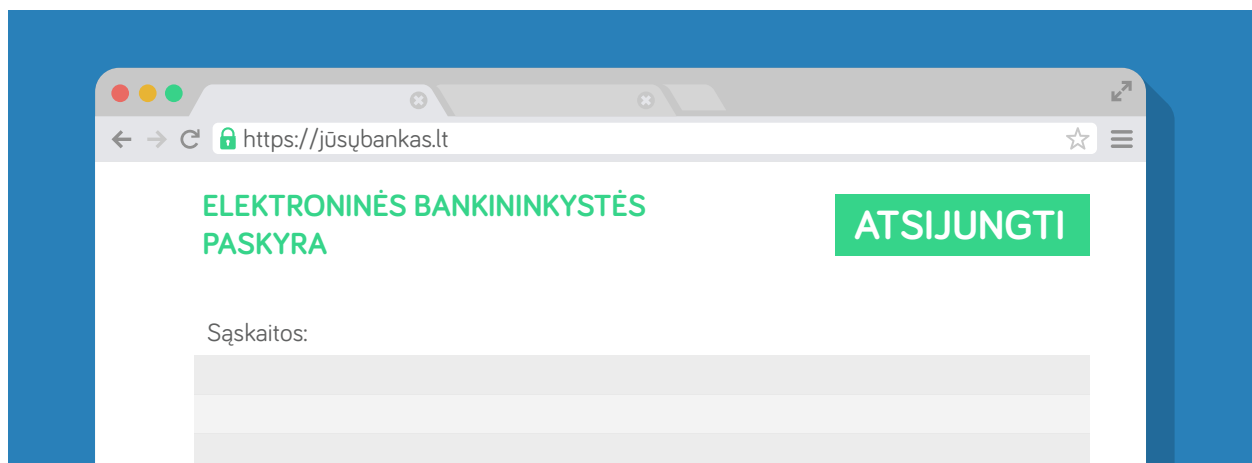 https://jūsųbankas.lt
ELEKTRONINĖS BANKININKYSTĖS
PASKYRA
ATSIJUNGTI
Sąskaitos: